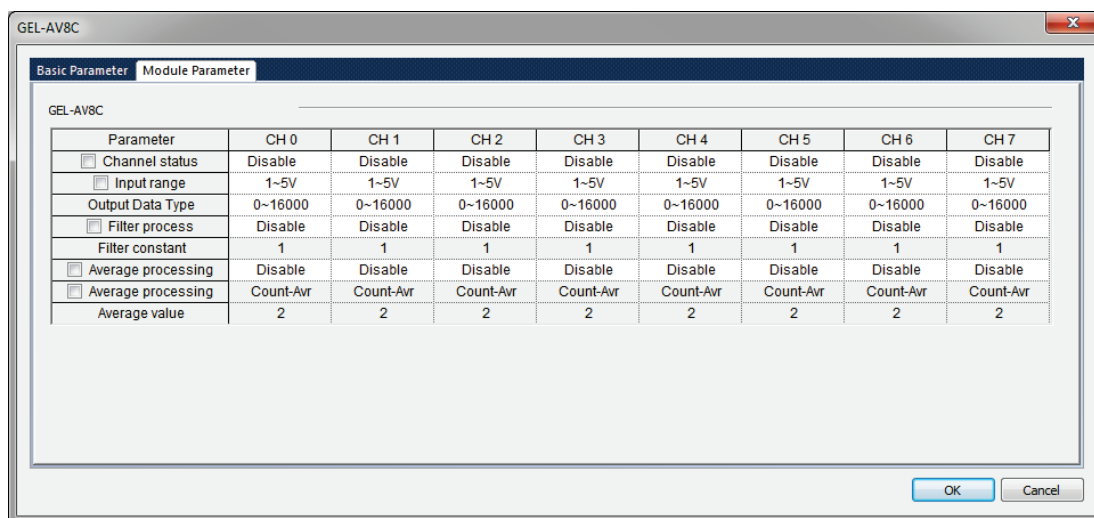 GEL-AV8C
Basic Parameter Module Parameter
GEL-AV8C
Parameter CH 0 CH 1 CH 2 CH 3 CH 4 CH 5 CH 6 CH 7
Channel status Disable Disable Disable Disable Disable Disable Disable Disable
Input range 1~5V 1~5V 1~5V 1~5V 1~5V 1~5V 1~5V 1~5V
Output Data Type 0~16000 0~16000 0~16000 0~16000 0~16000 0~16000 0~16000 0~16000
Filter process Disable Disable Disable Disable Disable Disable Disable Disable
Filter constant 1 1 1 1 1 1 1 1
Average processing Disable Disable Disable Disable Disable Disable Disable Disable
Average processing Count-Avr Count-Avr Count-Avr Count-Avr Count-Avr Count-Avr Count-Avr Count-Avr
Average value 2 2 2 2 2 2 2 2
OK Cancel